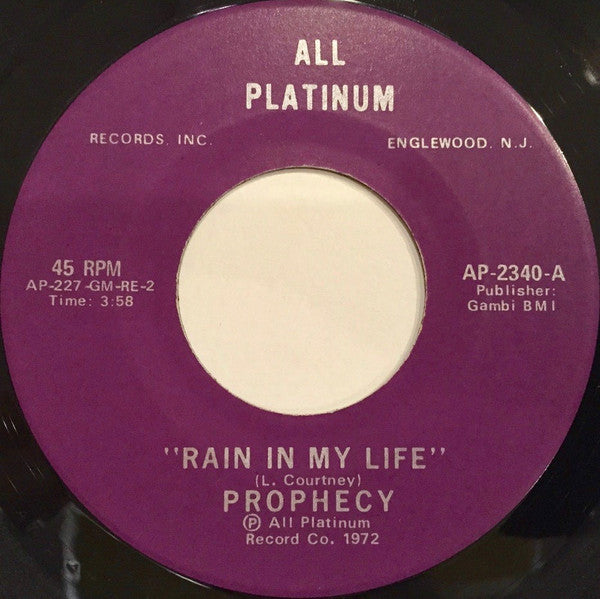 ALL
PLATINUM
RECORDS, INC.
ENGLEWOOD, N.J.
45 RPM
AP-227-GM-RE-2
Time: 3:58
AP-2340-A
Publisher:
Gambi BMI
"RAIN IN MY LIFE"
(L. Courtney)
PROPHECY
Ⓟ All Platinum
Record Co. 1972